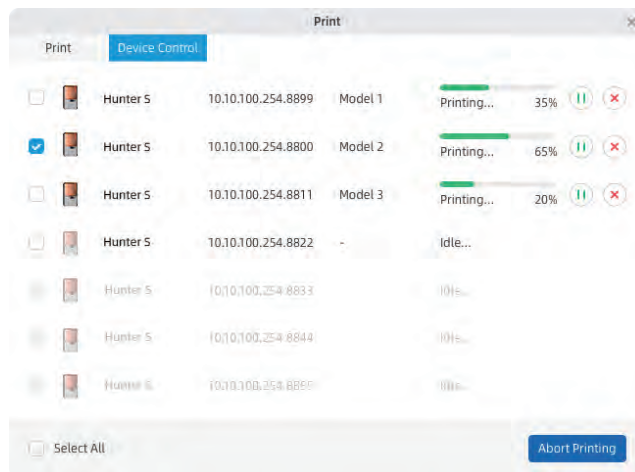 Print
Print Device Control
Hunter S 10.10.100.254.8899 Model 1 Printing... 35%
Hunter S 10.10.100.254.8800 Model 2 Printing... 65%
Hunter S 10.10.100.254.8811 Model 3 Printing... 20%
Hunter S 10.10.100.254.8822 - Idle...
Hunter S 10.10.100.254.8833 Idle...
Hunter S 10.10.100.254.8844 Idle...
Hunter S Idle...
Select All Abort Printing